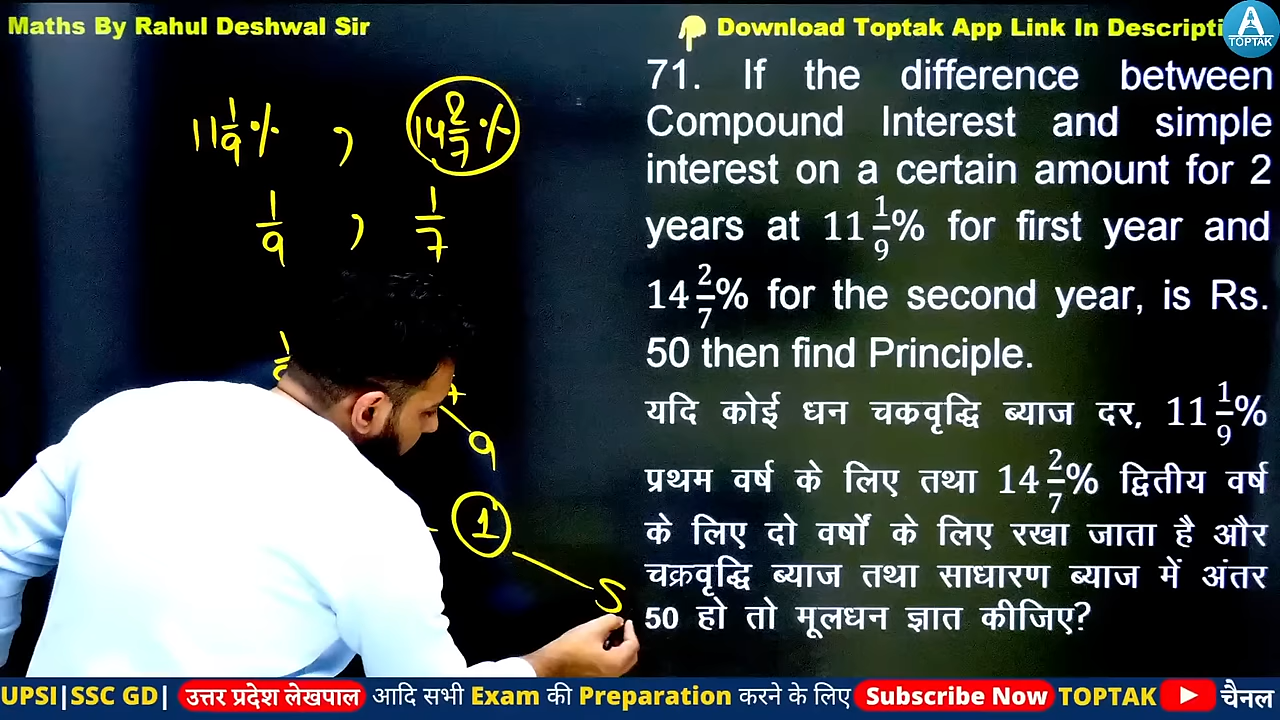 Maths By Rahul Deshwal Sir
Download Toptak App Link In Descripti
TOPTAK
11 1/9 % , 14 2/7 %
1/9 , 1/7
9
1
5
71. If the difference between
Compound Interest and simple
interest on a certain amount for 2
years at 11 1/9% for first year and
14 2/7% for the second year, is Rs.
50 then find Principle.
यदि कोई धन चक्रवृद्धि ब्याज दर, 11 1/9%
प्रथम वर्ष के लिए तथा 14 2/7% द्वितीय वर्ष
के लिए दो वर्षों के लिए रखा जाता है और
चक्रवृद्धि ब्याज तथा साधारण ब्याज में अंतर
50 हो तो मूलधन ज्ञात कीजिए?
UPSI|SSC GD| उत्तर प्रदेश लेखपाल आदि सभी Exam की Preparation करने के लिए Subscribe Now TOPTAK चैनल